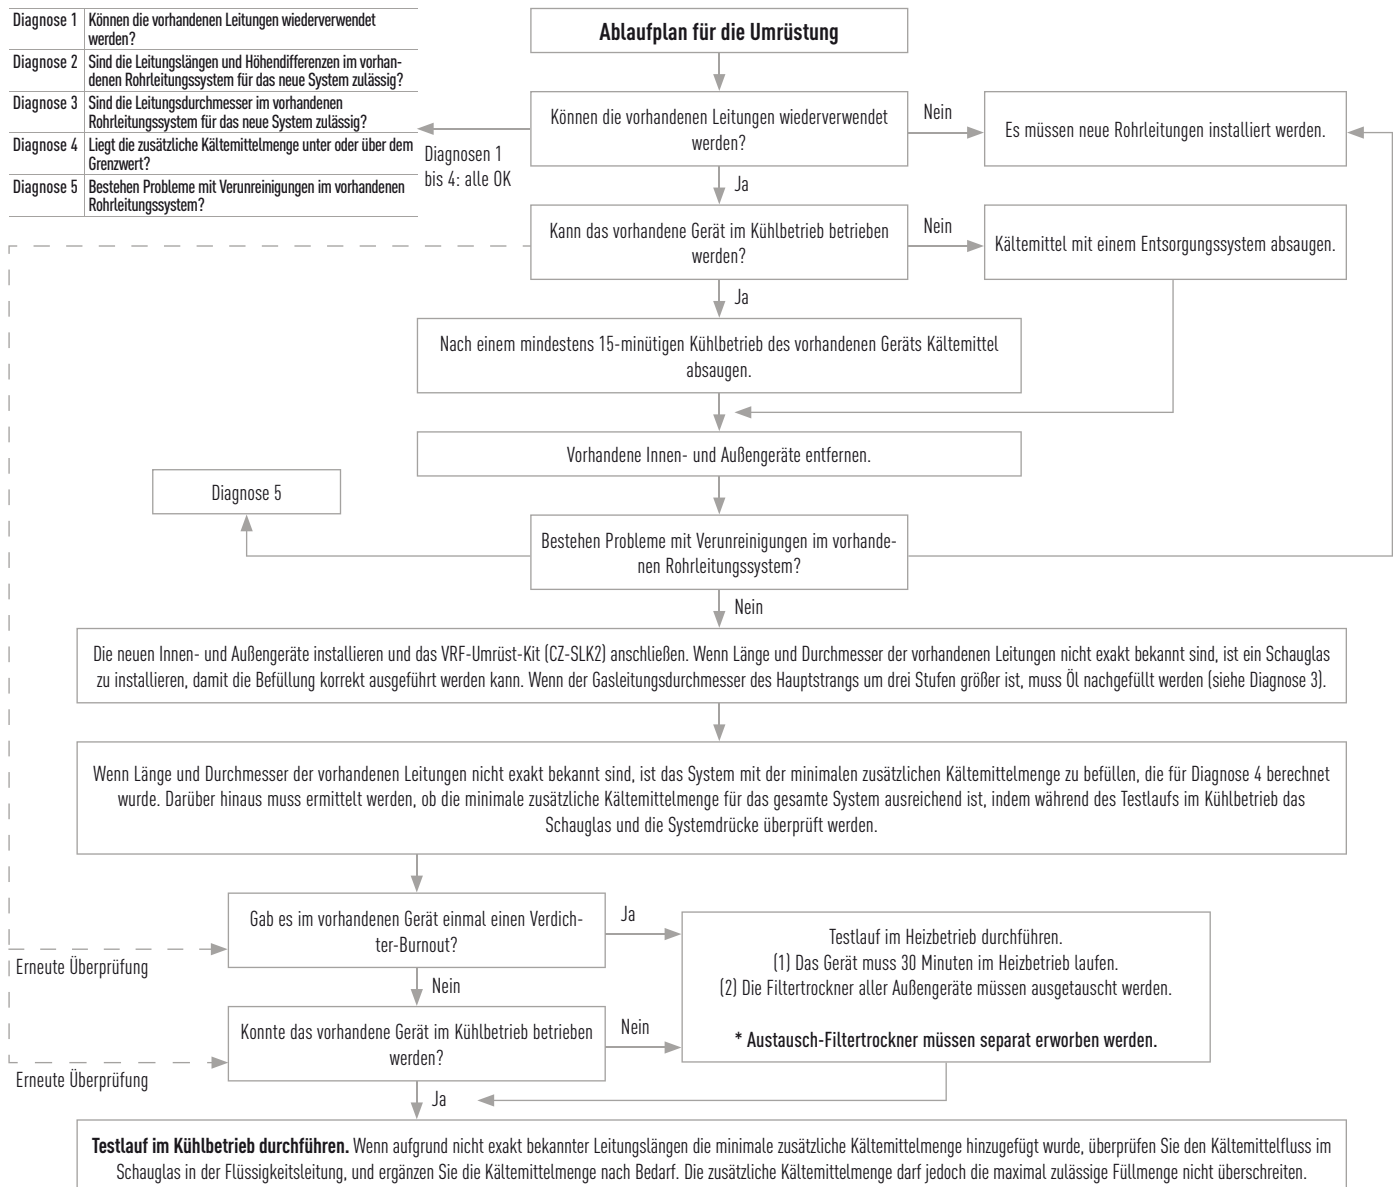 Diagnose 1 Können die vorhandenen Leitungen wiederverwendet
werden?
Diagnose 2 Sind die Leitungslängen und Höhendifferenzen im vorhan-
denen Rohrleitungssystem für das neue System zulässig?
Diagnose 3 Sind die Leitungsdurchmesser im vorhandenen
Rohrleitungssystem für das neue System zulässig?
Diagnose 4 Liegt die zusätzliche Kältemittelmenge unter oder über dem
Grenzwert?
Diagnose 5 Bestehen Probleme mit Verunreinigungen im vorhandenen
Rohrleitungssystem?
Ablaufplan für die Umrüstung
Können die vorhandenen Leitungen wiederverwendet
werden?
Nein
Es müssen neue Rohrleitungen installiert werden.
Diagnosen 1
bis 4: alle OK
Ja
Kann das vorhandene Gerät im Kühlbetrieb betrieben
werden?
Nein
Kältemittel mit einem Entsorgungssystem absaugen.
Ja
Nach einem mindestens 15-minütigen Kühlbetrieb des vorhandenen Geräts Kältemittel
absaugen.
Vorhandene Innen- und Außengeräte entfernen.
Diagnose 5
Bestehen Probleme mit Verunreinigungen im vorhande-
nen Rohrleitungssystem?
Nein
Die neuen Innen- und Außengeräte installieren und das VRF-Umrüst-Kit (CZ-SLK2) anschließen. Wenn Länge und Durchmesser der vorhandenen Leitungen nicht exakt bekannt sind, ist ein Schauglas
zu installieren, damit die Befüllung korrekt ausgeführt werden kann. Wenn der Gasleitungsdurchmesser des Hauptstrangs um drei Stufen größer ist, muss Öl nachgefüllt werden (siehe Diagnose 3).
Wenn Länge und Durchmesser der vorhandenen Leitungen nicht exakt bekannt sind, ist das System mit der minimalen zusätzlichen Kältemittelmenge zu befüllen, die für Diagnose 4 berechnet
wurde. Darüber hinaus muss ermittelt werden, ob die minimale zusätzliche Kältemittelmenge für das gesamte System ausreichend ist, indem während des Testlaufs im Kühlbetrieb das
Schauglas und die Systemdrücke überprüft werden.
Gab es im vorhandenen Gerät einmal einen Verdich-
ter-Burnout?
Ja
Testlauf im Heizbetrieb durchführen.
(1) Das Gerät muss 30 Minuten im Heizbetrieb laufen.
(2) Die Filtertrockner aller Außengeräte müssen ausgetauscht werden.
* Austausch-Filtertrockner müssen separat erworben werden.
Erneute Überprüfung
Nein
Konnte das vorhandene Gerät im Kühlbetrieb betrieben
werden?
Nein
Erneute Überprüfung
Ja
Testlauf im Kühlbetrieb durchführen. Wenn aufgrund nicht exakt bekannter Leitungslängen die minimale zusätzliche Kältemittelmenge hinzugefügt wurde, überprüfen Sie den Kältemittelfluss im
Schauglas in der Flüssigkeitsleitung, und ergänzen Sie die Kältemittelmenge nach Bedarf. Die zusätzliche Kältemittelmenge darf jedoch die maximal zulässige Füllmenge nicht überschreiten.